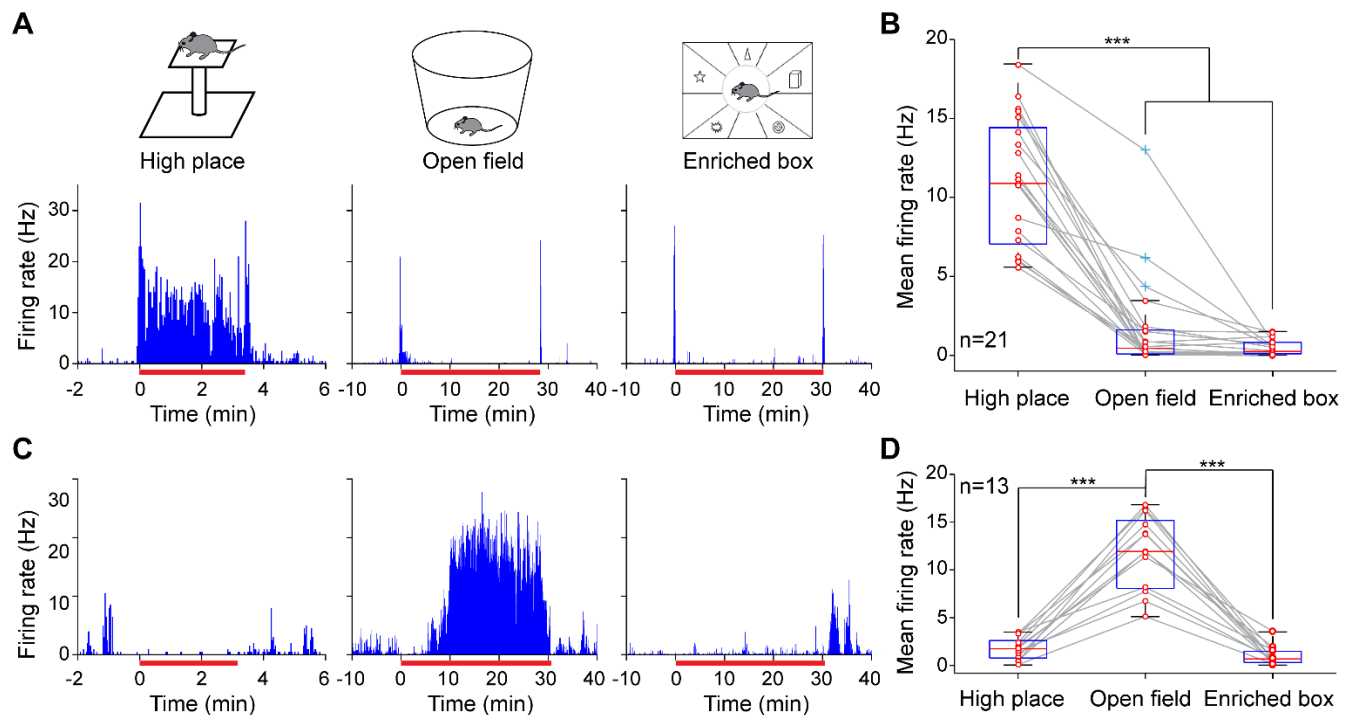 A
High place
Open field
Enriched box
Firing rate (Hz)
30
20
10
0
-2 0 2 4 6
-10 0 10 20 30 40
-10 0 10 20 30 40
Time (min)
Time (min)
Time (min)
B
Mean firing rate (Hz)
20
15
10
5
0
***
n=21
High place
Open field
Enriched box
C
Firing rate (Hz)
30
20
10
0
-2 0 2 4 6
-10 0 10 20 30 40
-10 0 10 20 30 40
Time (min)
Time (min)
Time (min)
D
Mean firing rate (Hz)
20
15
10
5
0
n=13
***
***
High place
Open field
Enriched box